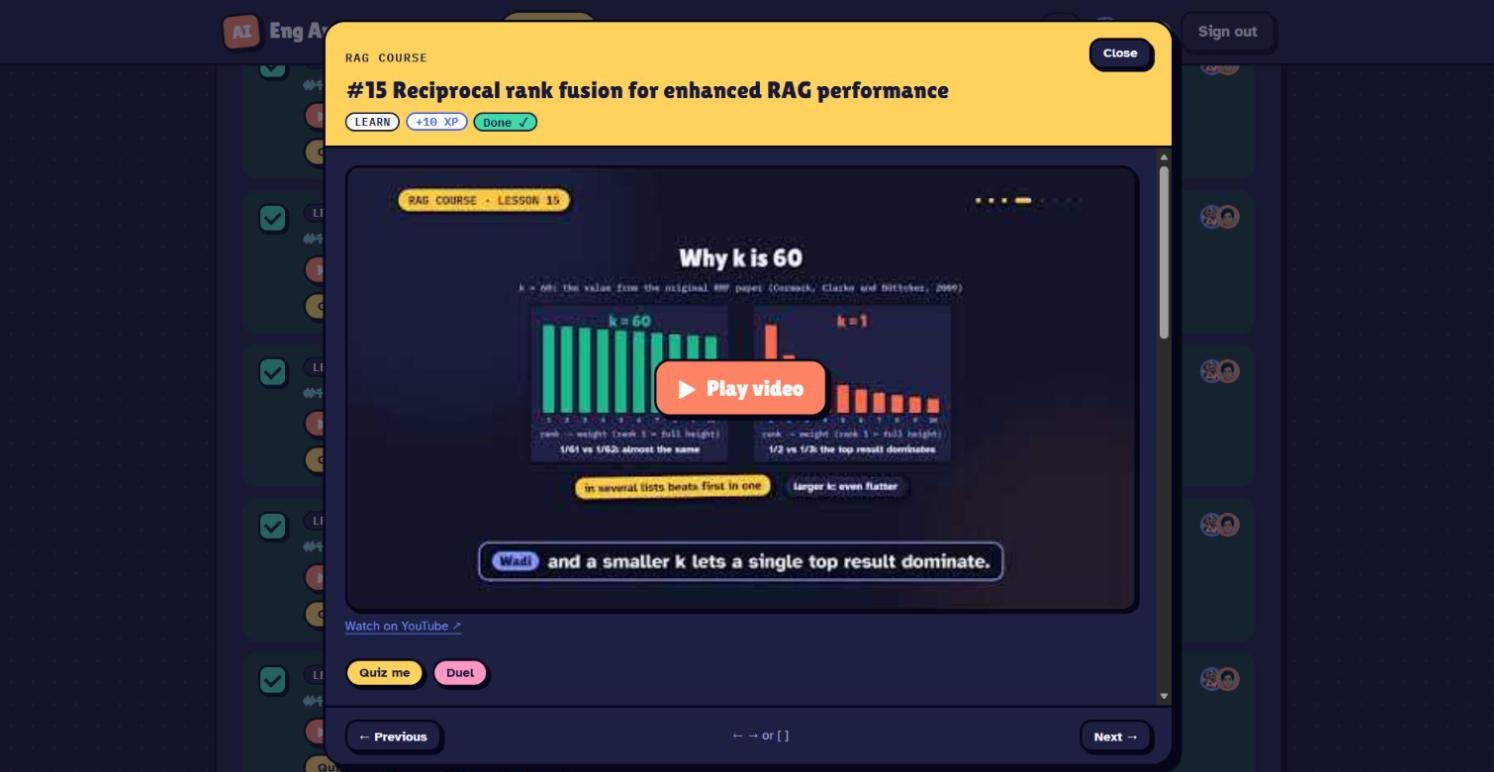 AI Eng A
Sign out
RAG COURSE
Close
#15 Reciprocal rank fusion for enhanced RAG performance
LEARN +10 XP Done ✓
RAG COURSE · LESSON 15
Why k is 60
k = 60: the value from the original RRF paper (Cormack, Clarke and Büttcher, 2009)
k = 60
k = 1
▶ Play video
rank → weight (rank 1 = full height)
rank → weight (rank 1 = full height)
1/61 vs 1/62: almost the same
1/2 vs 1/3: the top result dominates
in several lists beats first in one
larger k: even flatter
Wadi and a smaller k lets a single top result dominate.
Watch on YouTube ↗
Quiz me Duel
← Previous
← → or [ ]
Next →